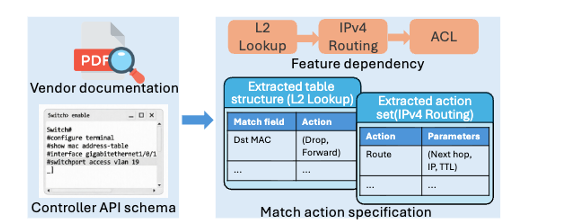 PDF
Vendor documentation
Switch> enable
Switch#
#configure terminal
#show mac address-table
#interface gigabitethernet1/0/1
#switchport access vlan 19
Controller API schema
L2 Lookup
IPv4 Routing
ACL
Feature dependency
Extracted table structure (L2 Lookup)
Match field
Action
Dst MAC
(Drop, Forward)
...
...
Extracted action set(IPv4 Routing)
Action
Parameters
Route
(Next hop, IP, TTL)
...
...
Match action specification